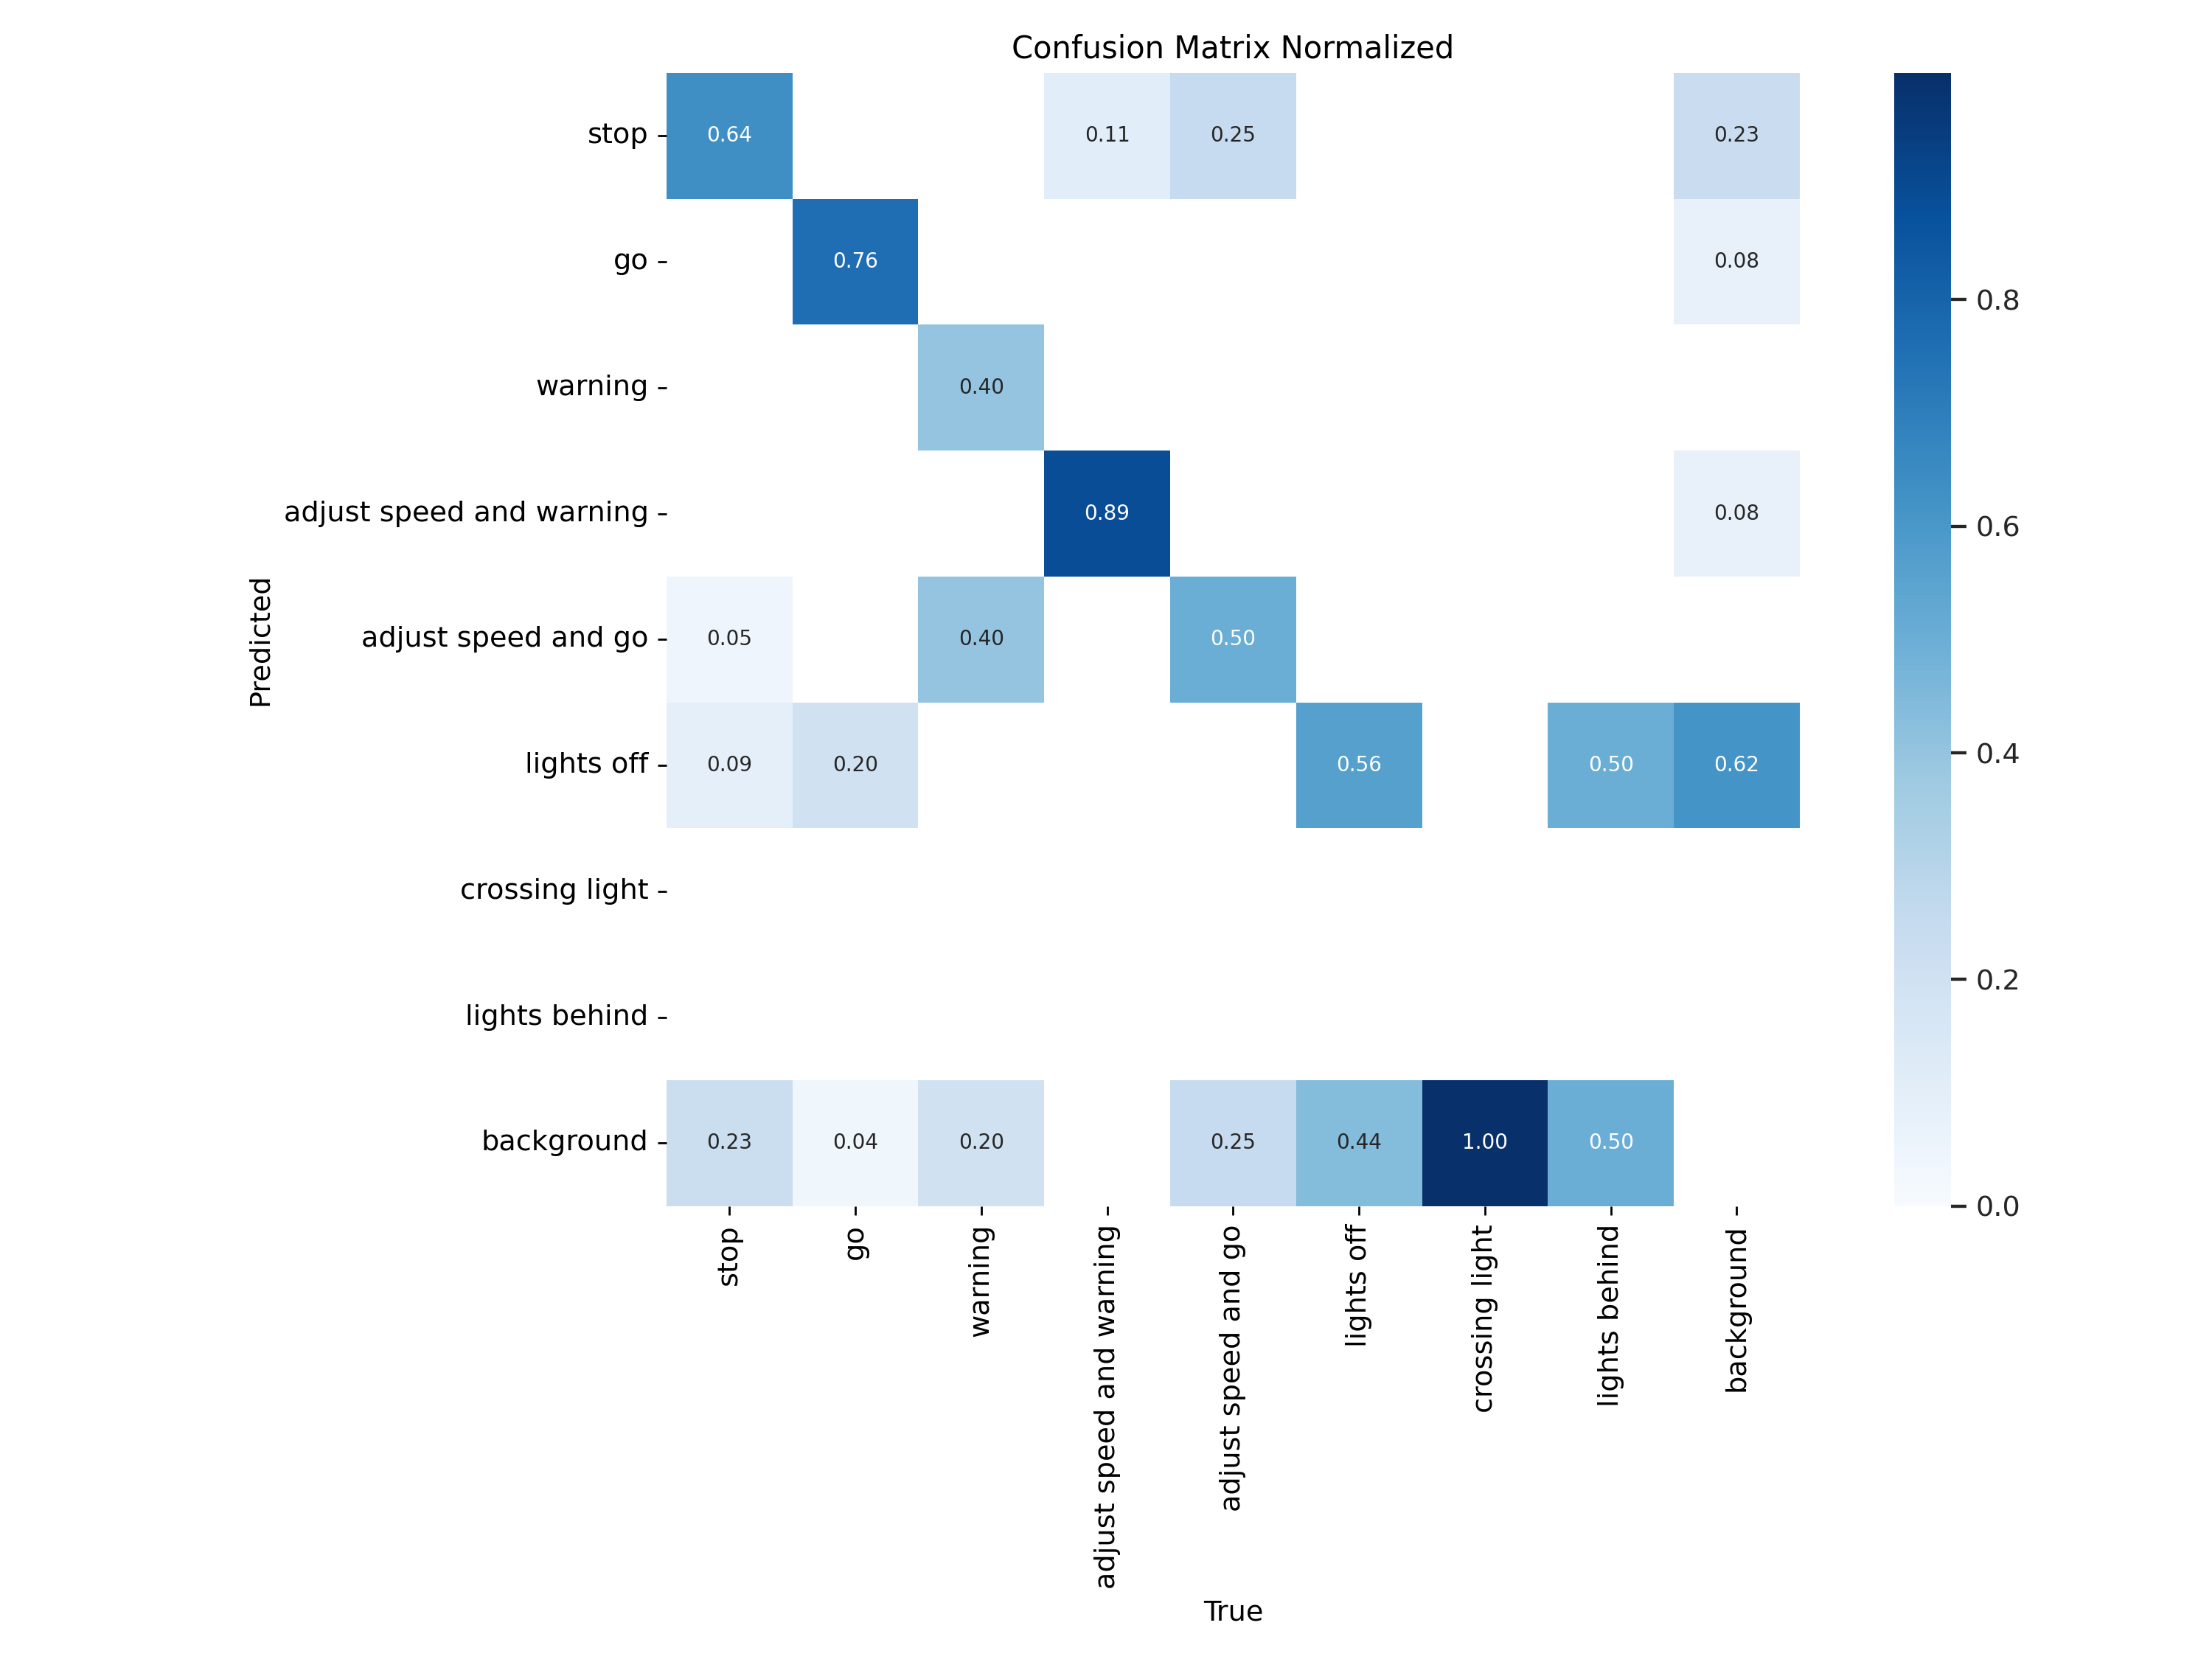 Confusion Matrix Normalized
stop 0.64 0.11 0.25 0.23
go 0.76 0.08
0.8
warning 0.40
adjust speed and warning 0.89 0.08
0.6
Predicted
adjust speed and go 0.05 0.40 0.50
lights off 0.09 0.20 0.56 0.50 0.62
0.4
crossing light
lights behind
0.2
background 0.23 0.04 0.20 0.25 0.44 1.00 0.50
0.0
stop
go
warning
adjust speed and warning
adjust speed and go
lights off
crossing light
lights behind
background
True